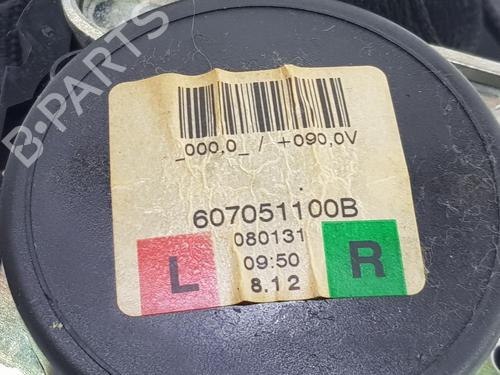 B-PARTS
_000,0_ / +090,0V
607051100B
080131
09:50
8.12
L
R